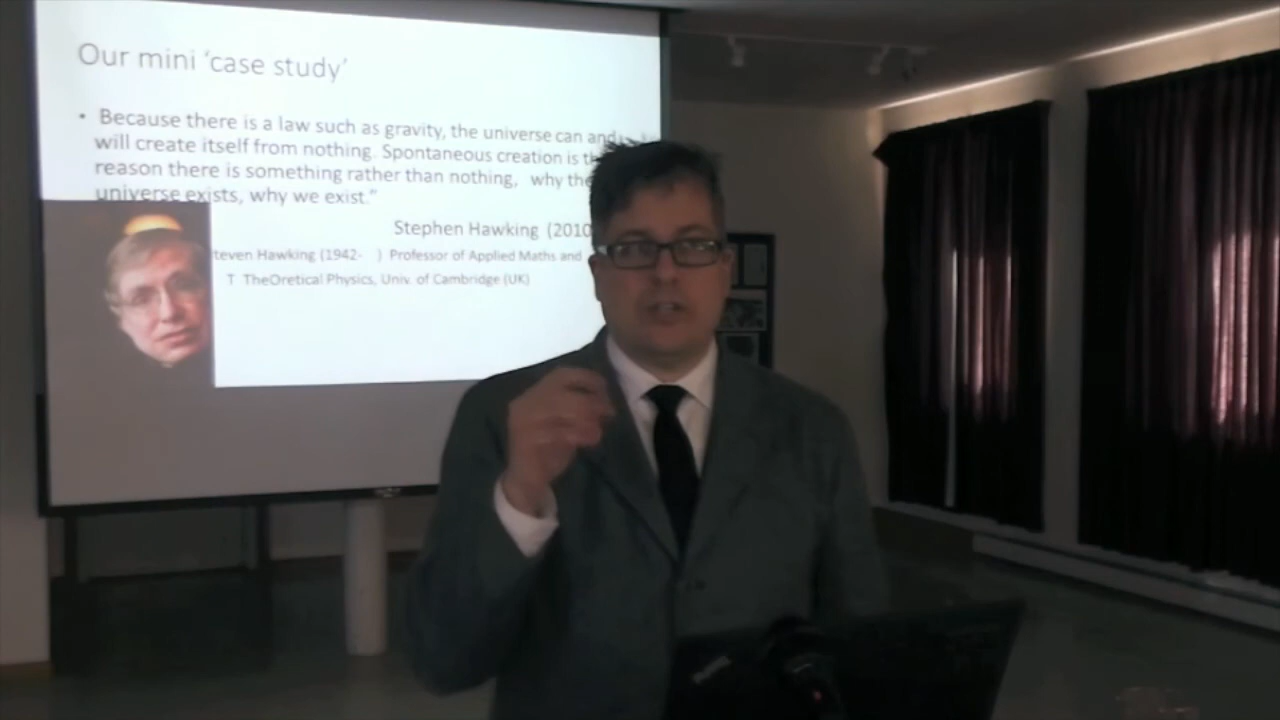 Our mini ‘case study’
• Because there is a law such as gravity, the universe can and
will create itself from nothing. Spontaneous creation is
reason there is something rather than nothing, why the
universe exists, why we exist.”
Stephen Hawking (2010
teven Hawking (1942- ) Professor of Applied Maths and
T TheOretical Physics, Univ. of Cambridge (UK)